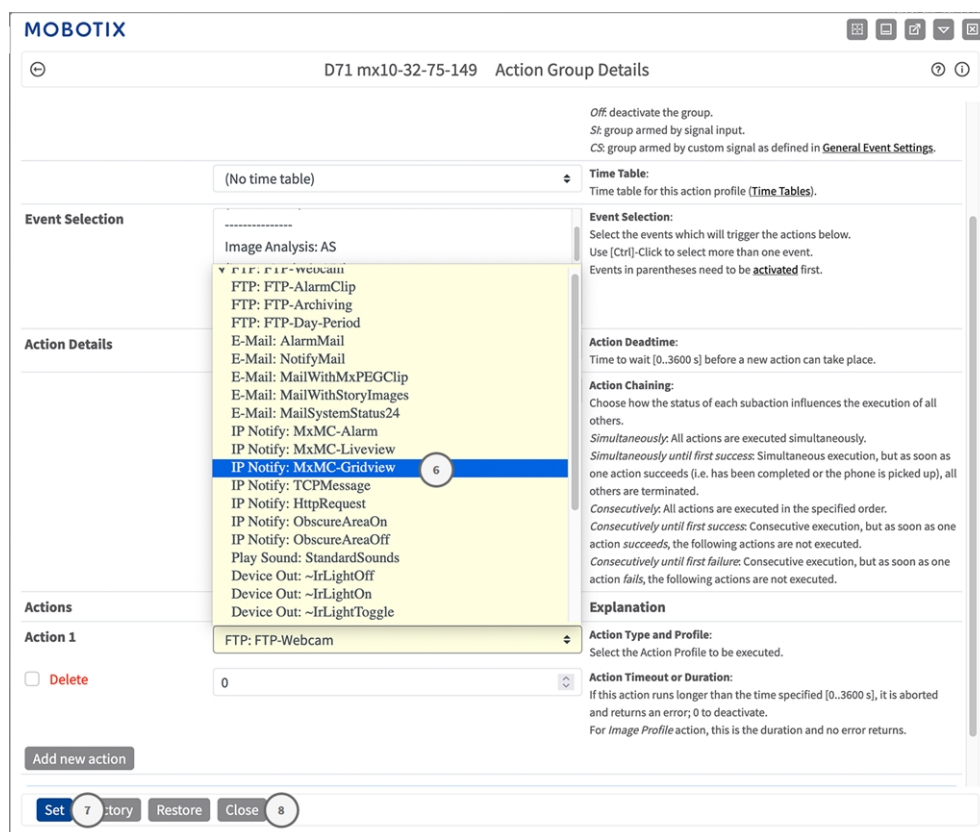 MOBOTIX
D71 mx10-32-75-149 Action Group Details
Off: deactivate the group.
SI: group armed by signal input.
CS: group armed by custom signal as defined in General Event Settings.
(No time table)
Time Table:
Time table for this action profile (Time Tables).
Event Selection
---------------
Image Analysis: AS
Event Selection:
Select the events which will trigger the actions below.
Use [Ctrl]-Click to select more than one event.
Events in parentheses need to be activated first.
FTP: FTP-Webcam
FTP: FTP-AlarmClip
FTP: FTP-Archiving
FTP: FTP-Day-Period
E-Mail: AlarmMail
E-Mail: NotifyMail
E-Mail: MailWithMxPEGClip
E-Mail: MailWithStoryImages
E-Mail: MailSystemStatus24
IP Notify: MxMC-Alarm
IP Notify: MxMC-Liveview
IP Notify: MxMC-Gridview 6
IP Notify: TCPMessage
IP Notify: HttpRequest
IP Notify: ObscureAreaOn
IP Notify: ObscureAreaOff
Play Sound: StandardSounds
Device Out: ~IrLightOff
Device Out: ~IrLightOn
Device Out: ~IrLightToggle
Action Details
Action Deadtime:
Time to wait [0..3600 s] before a new action can take place.
Action Chaining:
Choose how the status of each subaction influences the execution of all
others.
Simultaneously: All actions are executed simultaneously.
Simultaneously until first success: Simultaneous execution, but as soon as
one action succeeds (i.e. has been completed or the phone is picked up), all
others are terminated.
Consecutively: All actions are executed in the specified order.
Consecutively until first success: Consecutive execution, but as soon as one
action succeeds, the following actions are not executed.
Consecutively until first failure: Consecutive execution, but as soon as one
action fails, the following actions are not executed.
Actions
Explanation
Action 1
FTP: FTP-Webcam
Action Type and Profile:
Select the Action Profile to be executed.
Delete
0
Action Timeout or Duration:
If this action runs longer than the time specified [0..3600 s], it is aborted
and returns an error; 0 to deactivate.
For Image Profile action, this is the duration and no error returns.
Add new action
Set 7 tory Restore Close 8